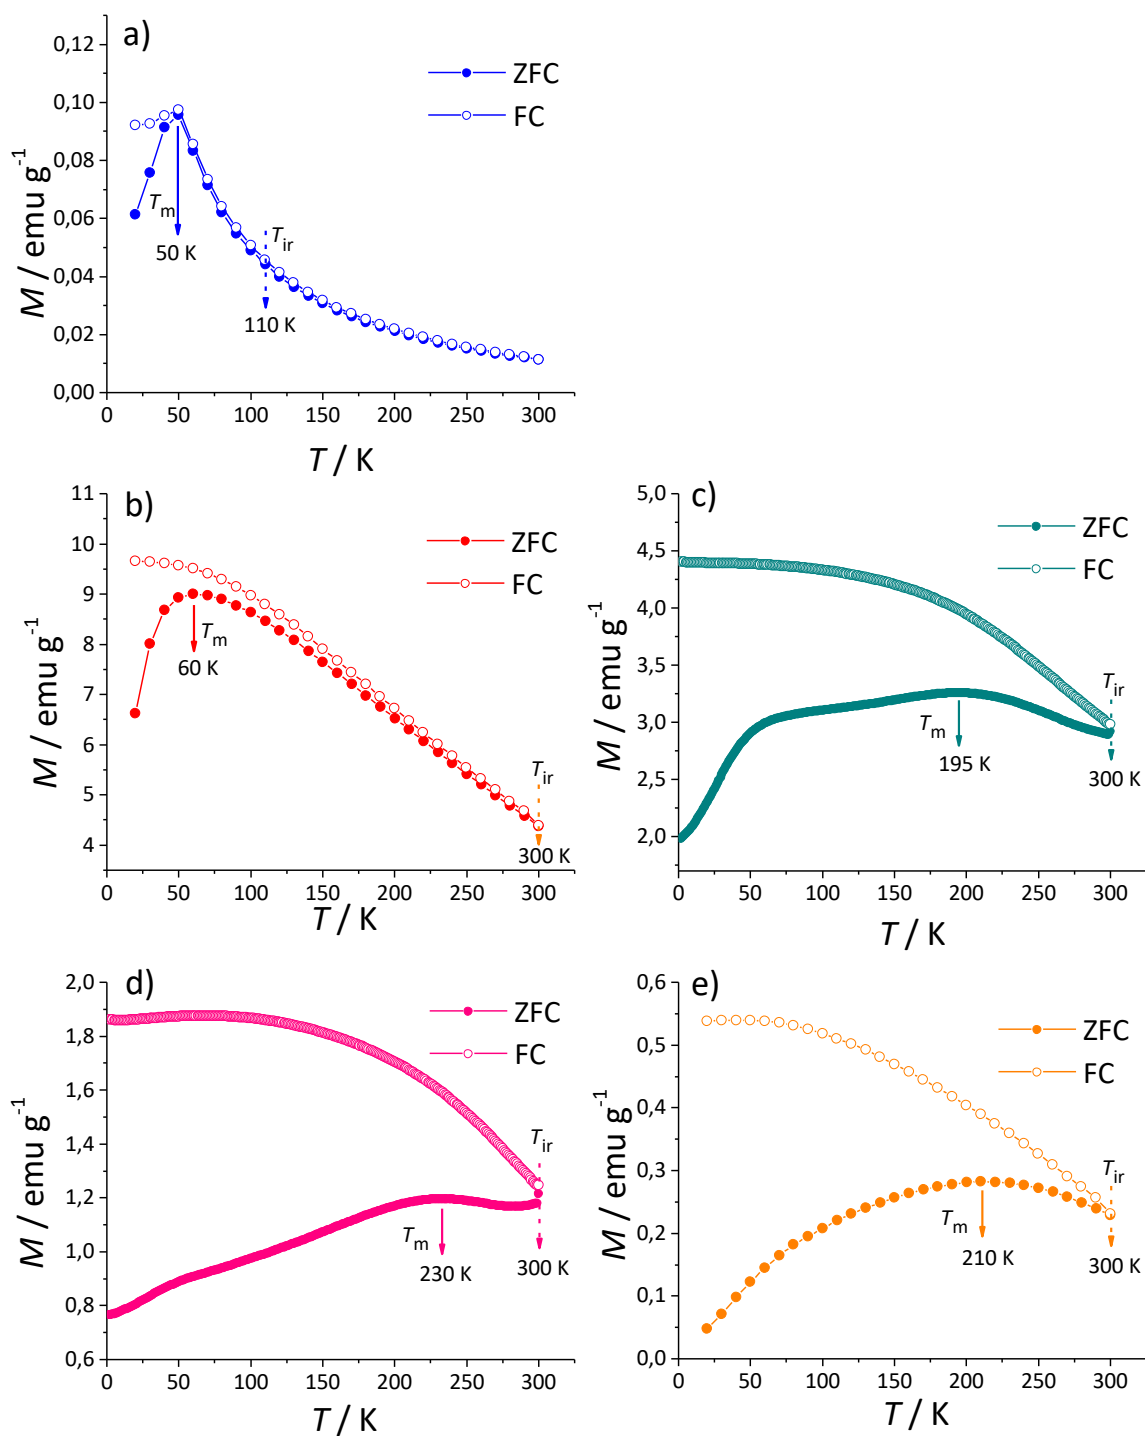 a)
ZFC
FC
0,12
0,10
0,08
0,06
0,04
0,02
0,00
M / emu g-1
Tm
50 K
Tir
110 K
0 50 100 150 200 250 300
T / K
b)
ZFC
FC
11
10
9
8
7
6
5
4
M / emu g-1
Tm
60 K
Tir
300 K
0 50 100 150 200 250 300
T / K
c)
ZFC
FC
5,0
4,5
4,0
3,5
3,0
2,5
2,0
M / emu g-1
Tm
195 K
Tir
300 K
0 50 100 150 200 250 300
T / K
d)
ZFC
FC
2,0
1,8
1,6
1,4
1,2
1,0
0,8
0,6
M / emu g-1
Tm
230 K
Tir
300 K
0 50 100 150 200 250 300
T / K
e)
ZFC
FC
0,6
0,5
0,4
0,3
0,2
0,1
0,0
M / emu g-1
Tm
210 K
Tir
300 K
0 50 100 150 200 250 300
T / K